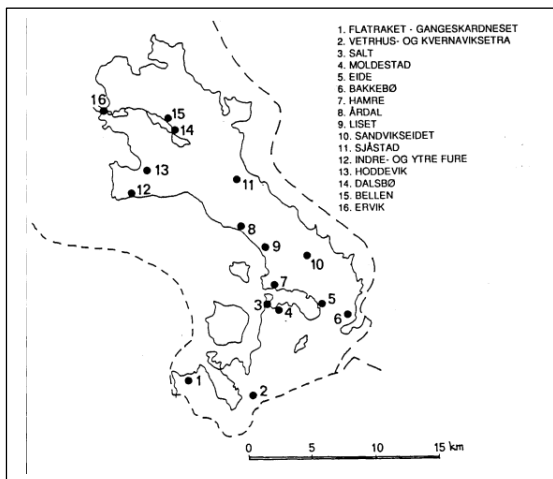 1. FLATRAKET - GANGESKARDNESET
2. VETRHUS- OG KVERNAVIKSETRA
3. SALT
4. MOLDESTAD
5. EIDE
6. BAKKEBØ
7. HAMRE
8. ÅRDAL
9. LISET
10. SANDVIKSEIDET
11. SJÅSTAD
12. INDRE- OG YTRE FURE
13. HODDEVIK
14. DALSBØ
15. BELLEN
16. ERVIK
16
15
14
13
12
11
8
9
10
7
3
4
5
6
1
2
0 5 10 15 km